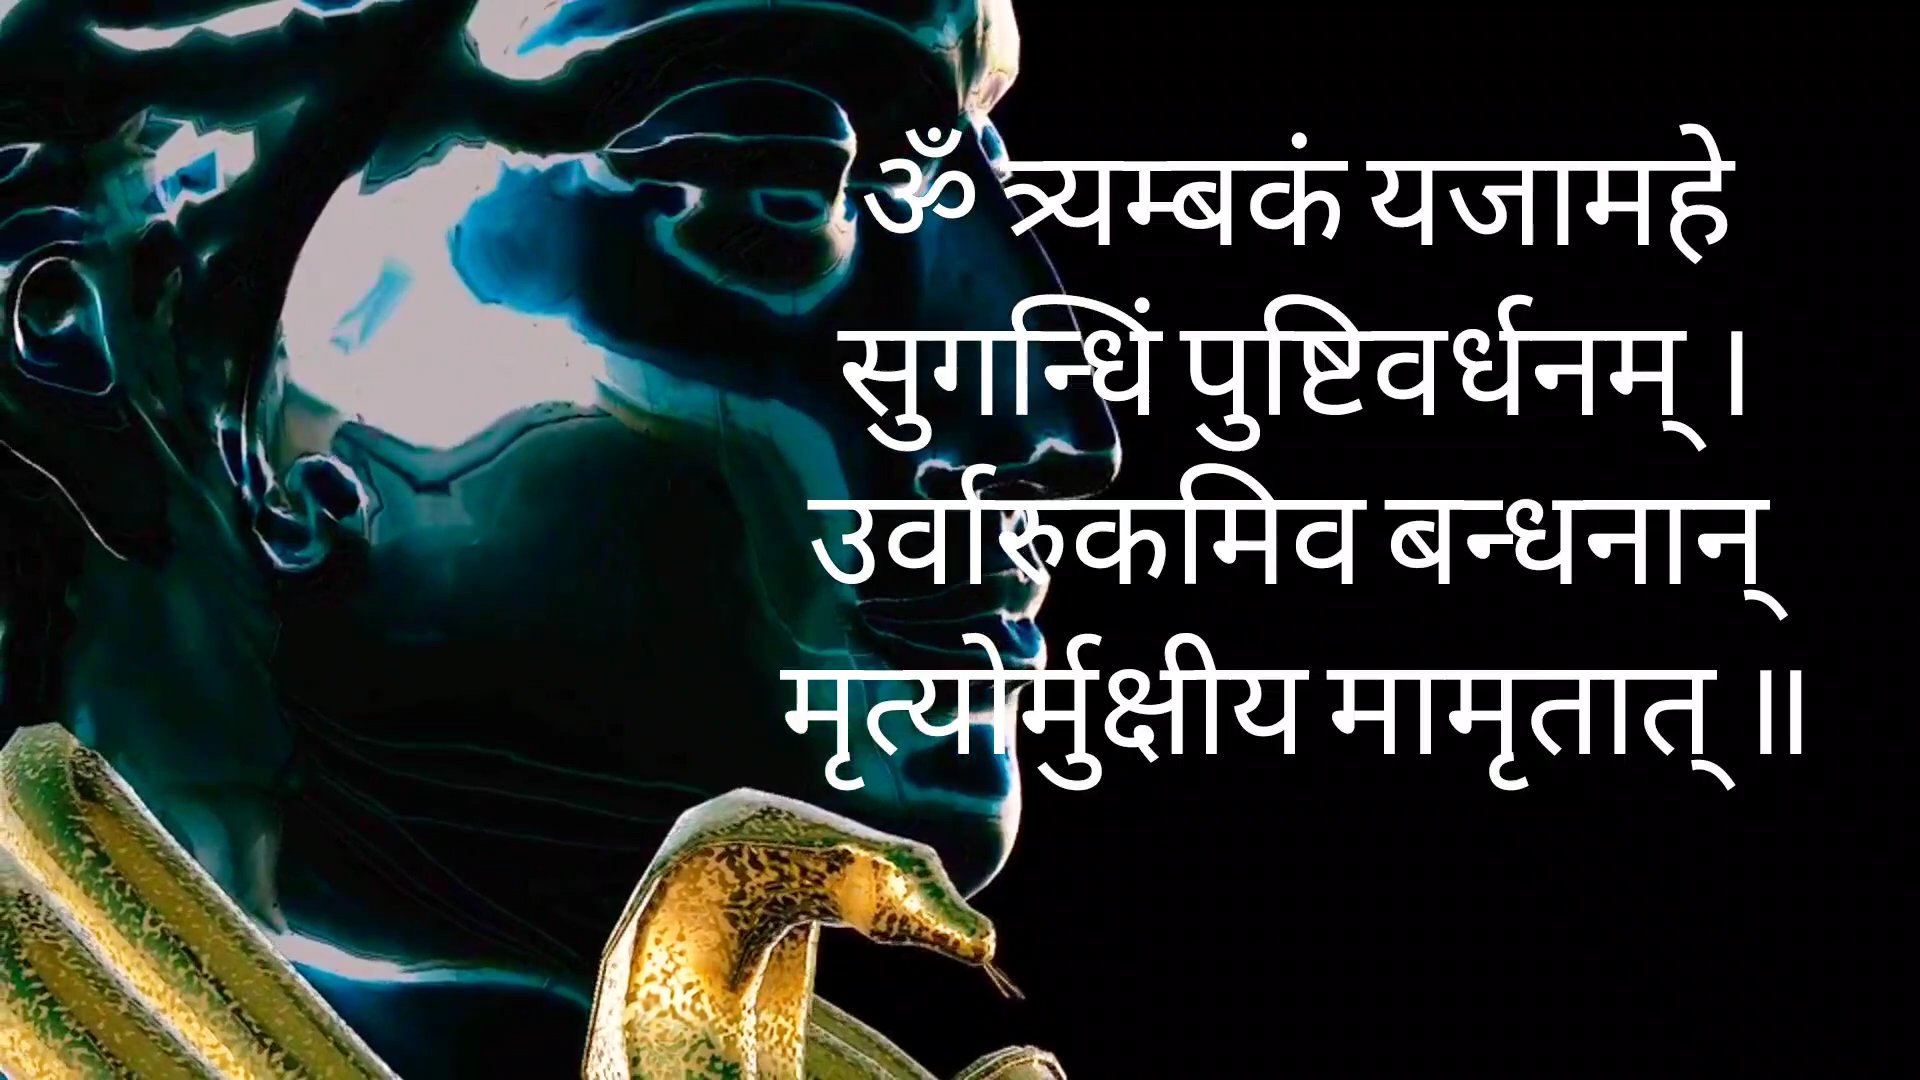 ॐ त्र्यम्बकं यजामहे
सुगन्धिं पुष्टिवर्धनम् ।
उर्वारुकमिव बन्धनान्
मृत्योर्मुक्षीय मामृतात् ॥